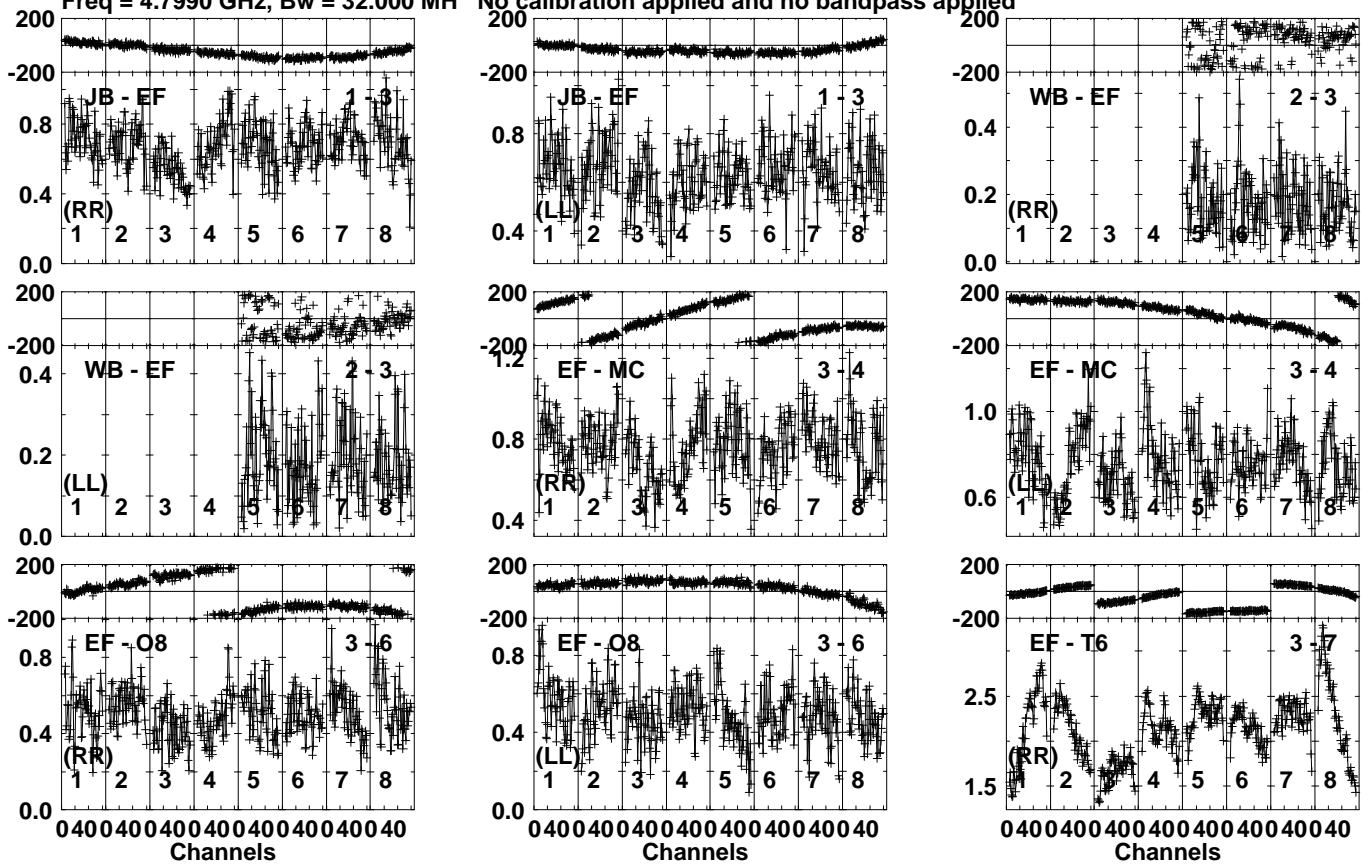 Freq = 4.7990 GHz, Bw = 32.000 MH No calibration applied and no bandpass applied
200
-200
JB - EF 1 - 3
0.8
0.4
0.0
(RR)
1 2 3 4 5 6 7 8
JB - EF 1 - 3
0.8
0.4
(LL)
1 2 3 4 5 6 7 8
200
-200
WB - EF 2 - 3
0.4
0.2
0.0
(RR)
1 2 3 4 5 6 7 8
200
-200
WB - EF 2 - 3
0.4
0.2
0.0
(LL)
1 2 3 4 5 6 7 8
200
-200
1.2
EF - MC 3 - 4
0.8
0.4
(RR)
1 2 3 4 5 6 7 8
200
-200
EF - MC 3 - 4
1.0
0.6
(LL)
1 2 3 4 5 6 7 8
200
-200
EF - O8 3 - 6
0.8
0.4
0.0
(RR)
1 2 3 4 5 6 7 8
0 40 0 40 0 40 0 40 0 40 0 40 0 40 0 40
Channels
200
-200
EF - O8 3 - 6
0.8
0.4
0.0
(LL)
1 2 3 4 5 6 7 8
0 40 0 40 0 40 0 40 0 40 0 40 0 40 0 40
Channels
200
-200
EF - T6 3 - 7
2.5
1.5
(RR)
1 2 3 4 5 6 7 8
0 40 0 40 0 40 0 40 0 40 0 40 0 40 0 40
Channels